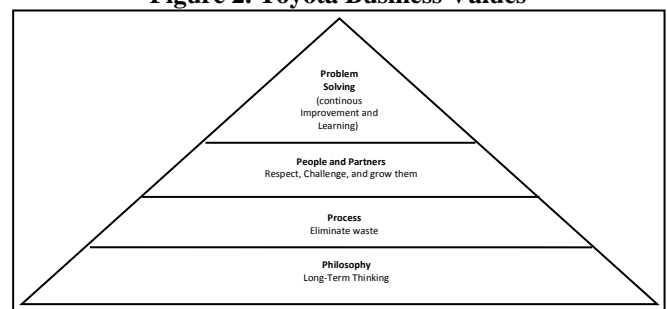 Figure 2. Toyota Business Values
Problem
Solving
(continous
Improvement and
Learning)
People and Partners
Respect, Challenge, and grow them
Process
Eliminate waste
Philosophy
Long-Term Thinking